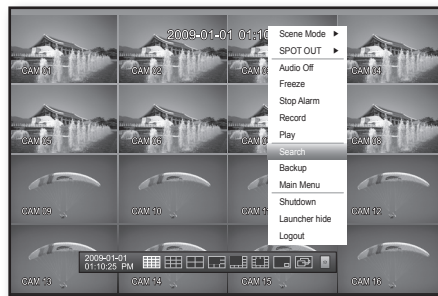 2009-01-01 01:10
Scene Mode ▶
SPOT OUT ▶
Audio Off
Freeze
Stop Alarm
Record
Play
Search
Backup
Main Menu
Shutdown
Launcher hide
Logout
CAM 01
CAM 02
CAM 04
CAM 05
CAM 06
CAM 08
CAM 09
CAM 10
CAM 1
CAM 12
2009-01-01
01:10:25 PM
CAM 13
CAM 14
CAM 15
CAM 16